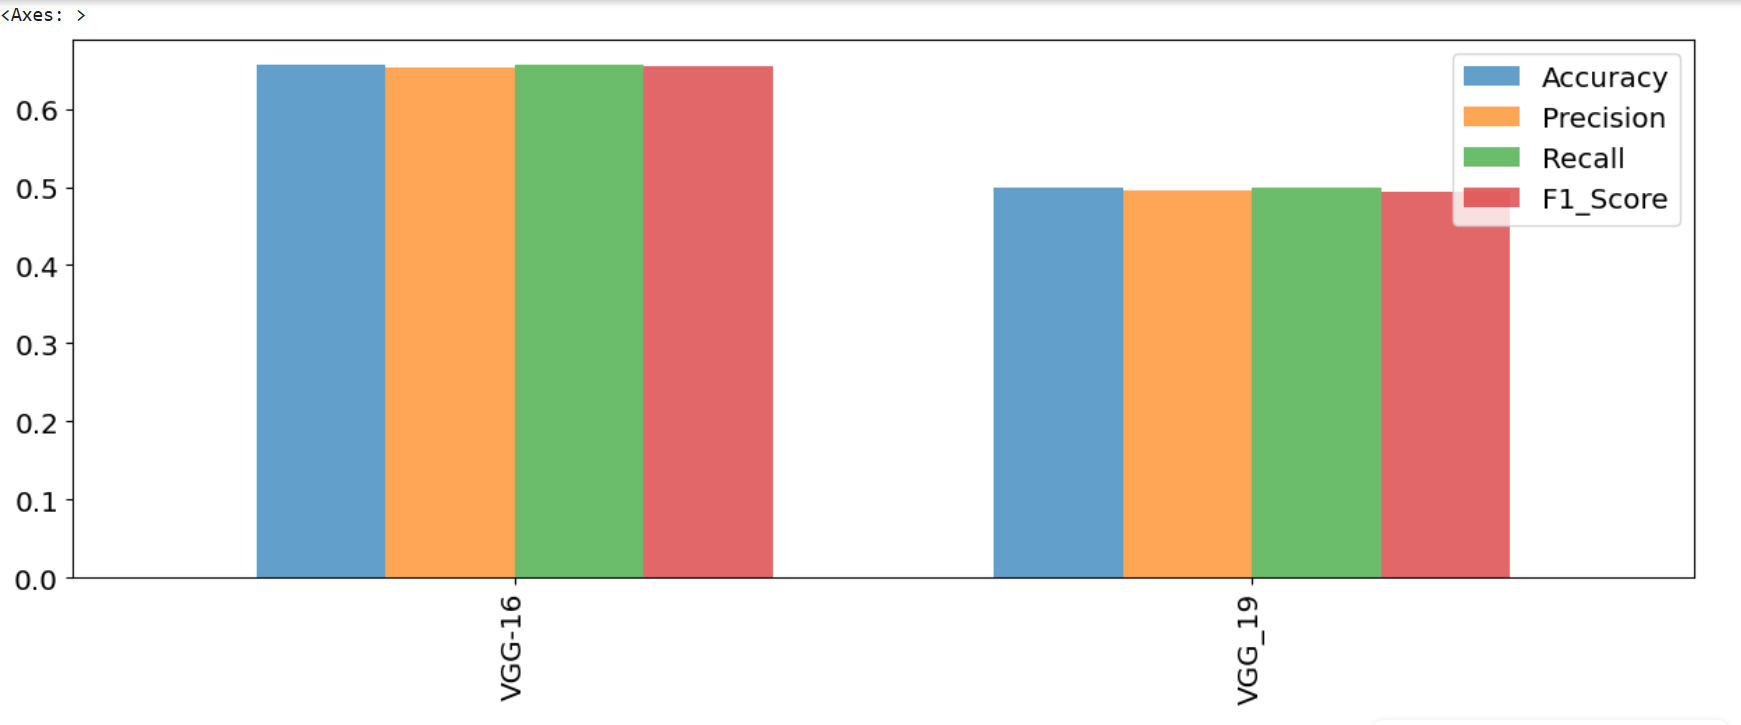 <Axes: >
Accuracy
Precision
Recall
F1_Score
0.6
0.5
0.4
0.3
0.2
0.1
0.0
VGG-16
VGG_19